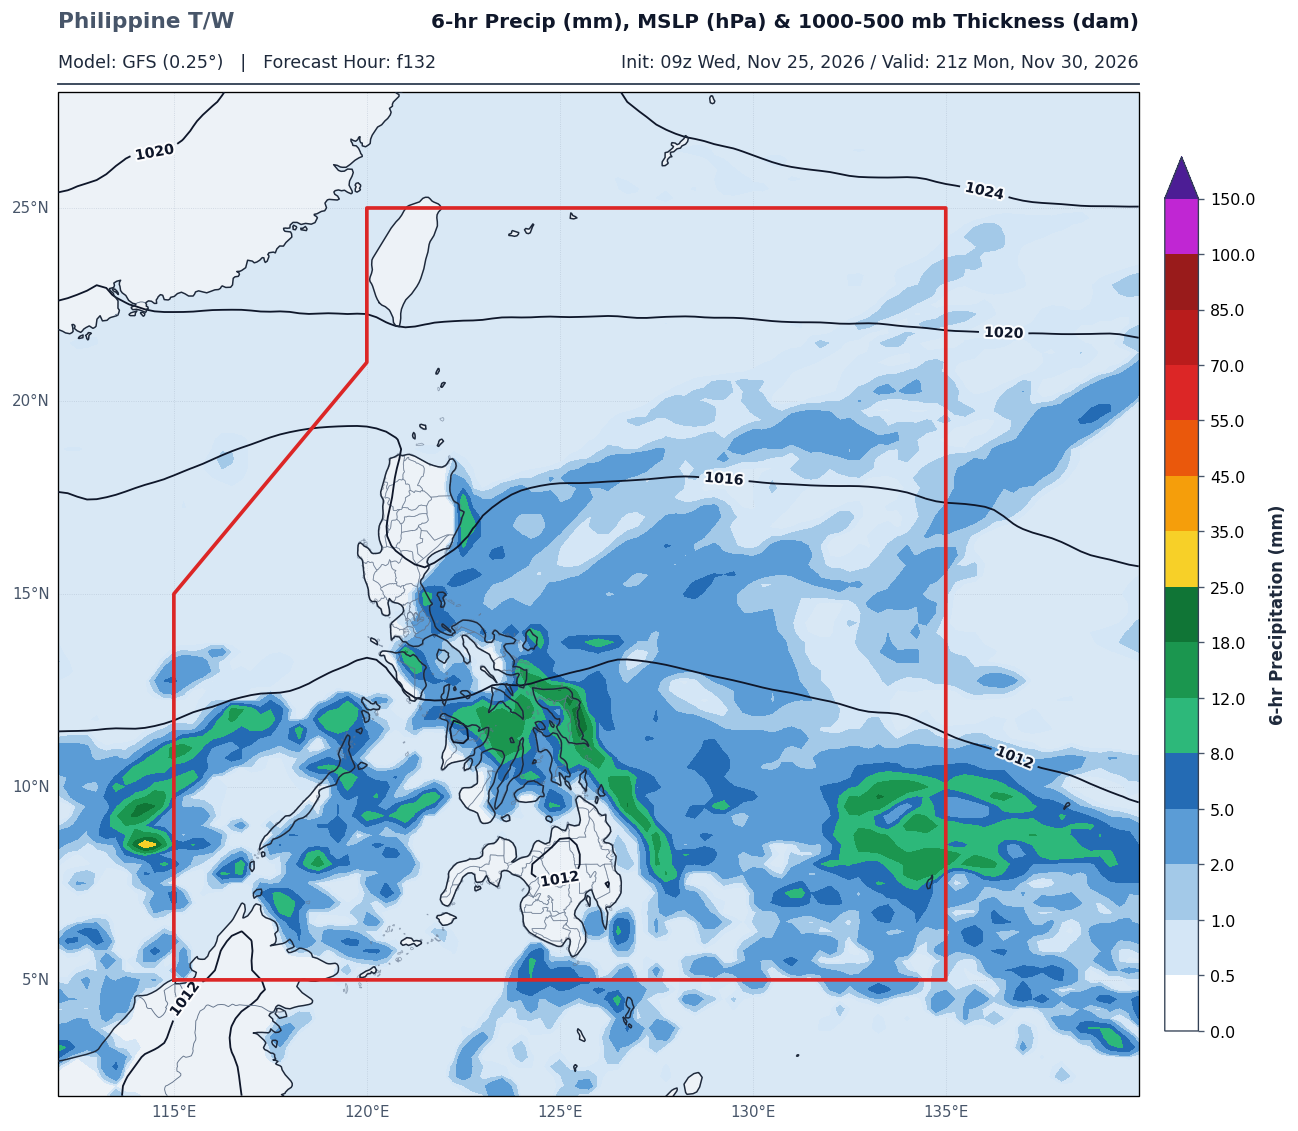 Philippine T/W
6-hr Precip (mm), MSLP (hPa) & 1000-500 mb Thickness (dam)
Model: GFS (0.25°) | Forecast Hour: f132
Init: 09z Wed, Nov 25, 2026 / Valid: 21z Mon, Nov 30, 2026
1020
1024
1020
1016
1012
1012
1012
25°N
20°N
15°N
10°N
5°N
115°E
120°E
125°E
130°E
135°E
150.0
100.0
85.0
70.0
55.0
45.0
35.0
25.0
18.0
12.0
8.0
5.0
2.0
1.0
0.5
0.0
6-hr Precipitation (mm)